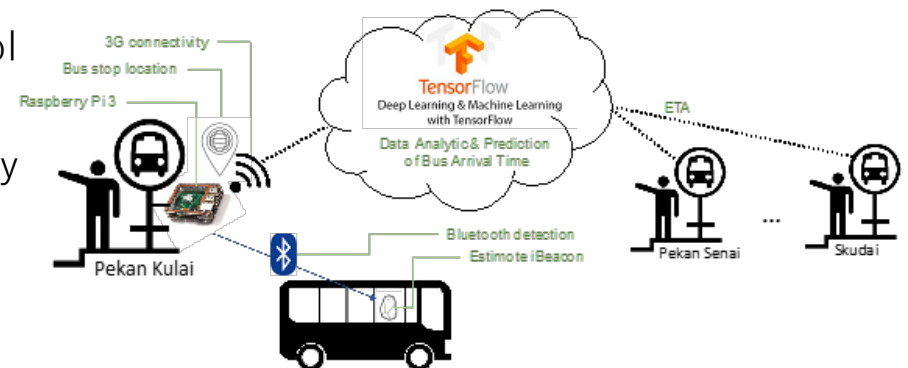 ol
y
3G connectivity
Bus stop location
Raspberry Pi 3
TensorFlow
Deep Learning & Machine Learning
with TensorFlow
Data Analytic & Prediction
of Bus Arrival Time
ETA
Bluetooth detection
Estimote iBeacon
Pekan Kulai
Pekan Senai
...
Skudai